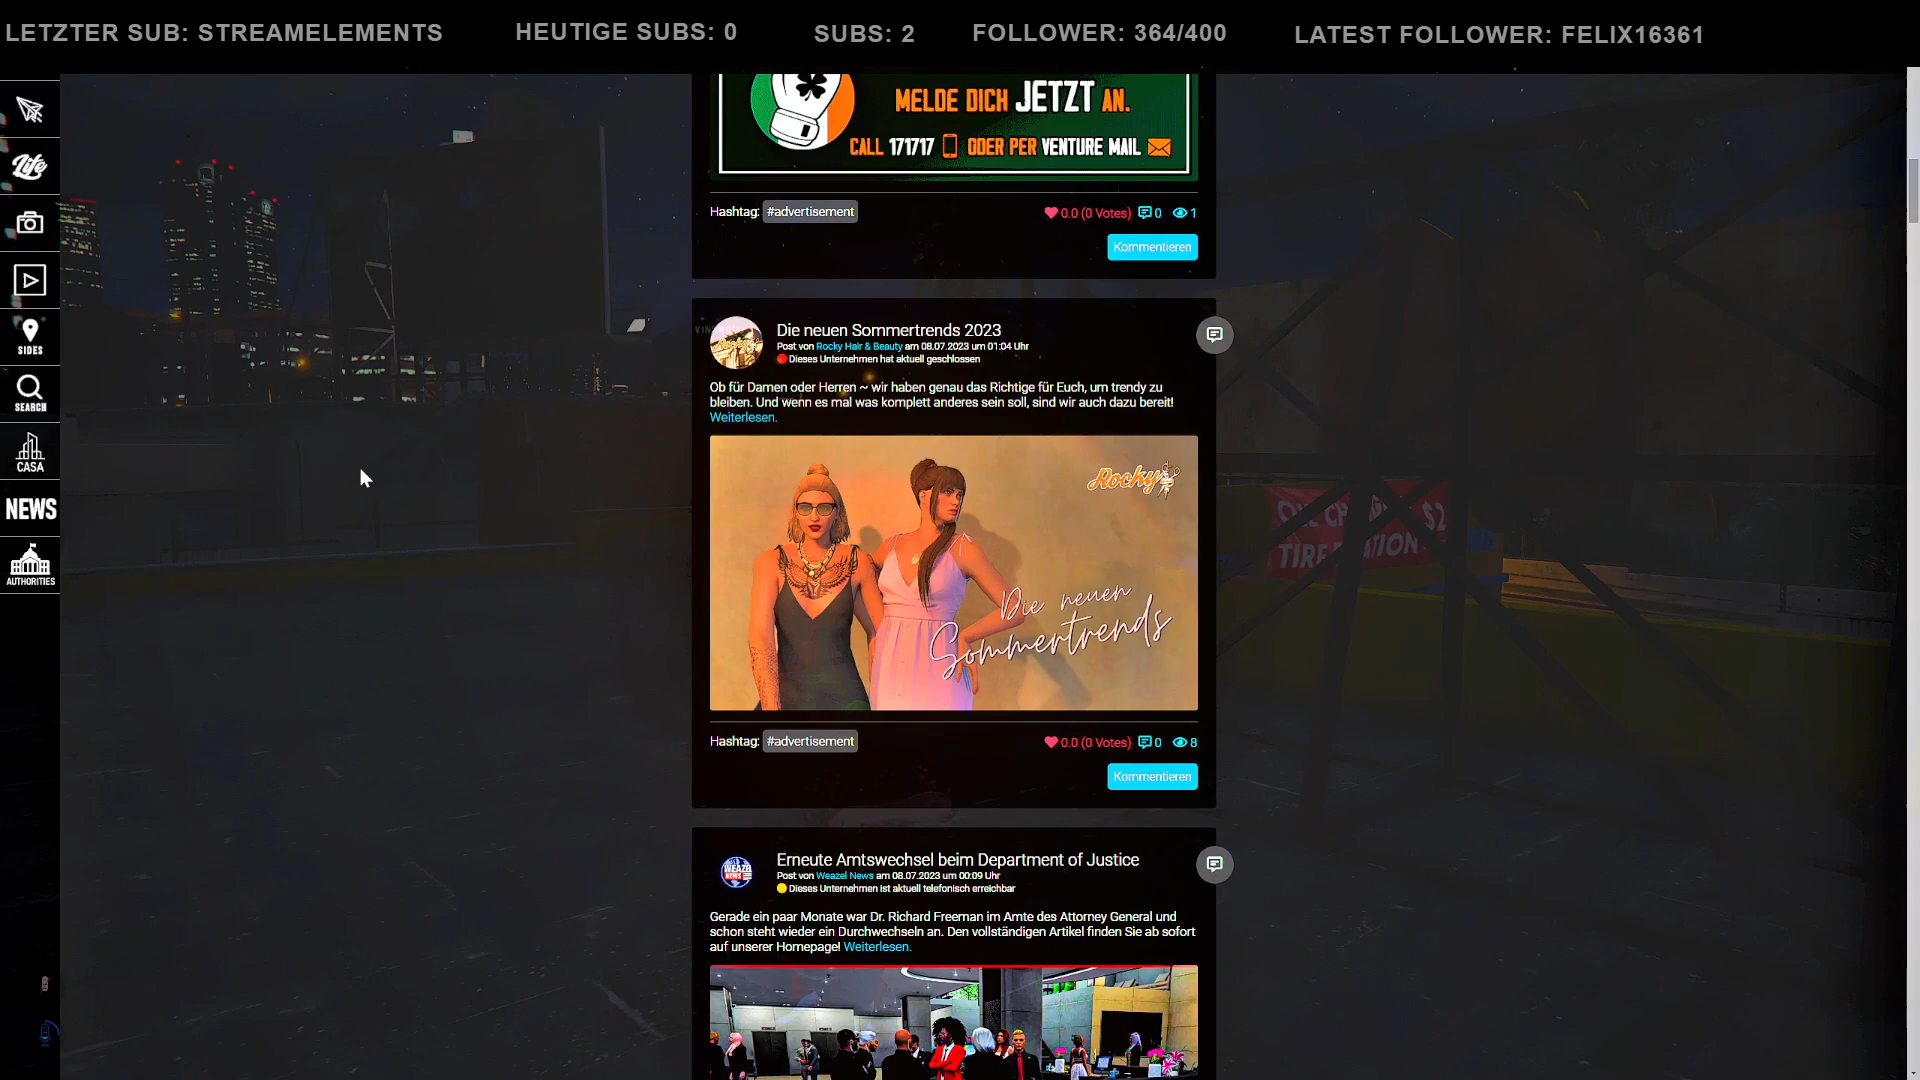 LETZTER SUB: STREAMELEMENTS
HEUTIGE SUBS: 0
SUBS: 2
FOLLOWER: 364/400
LATEST FOLLOWER: FELIX16361
Life
SIDES
SEARCH
CASA
NEWS
AUTHORITIES
MELDE DICH JETZT AN.
CALL 171717 ODER PER VENTURE MAIL
Hashtag: #advertisement
0.0 (0 Votes) 0 1
Kommentieren
Die neuen Sommertrends 2023
Post von Rocky Hair & Beauty am 08.07.2023 um 01:04 Uhr
Dieses Unternehmen hat aktuell geschlossen
Ob für Damen oder Herren ~ wir haben genau das Richtige für Euch, um trendy zu
bleiben. Und wenn es mal was komplett anderes sein soll, sind wir auch dazu bereit!
Weiterlesen.
Rocky
Die neuen
Sommertrends
Hashtag: #advertisement
0.0 (0 Votes) 0 8
Kommentieren
WEAZEL
NEWS
Erneute Amtswechsel beim Department of Justice
Post von Weazel News am 08.07.2023 um 00:09 Uhr
Dieses Unternehmen ist aktuell telefonisch erreichbar
Gerade ein paar Monate war Dr. Richard Freeman im Amte des Attorney General und
schon steht wieder ein Durchwechseln an. Den vollständigen Artikel finden Sie ab sofort
auf unserer Homepage! Weiterlesen.
$2
TIRE